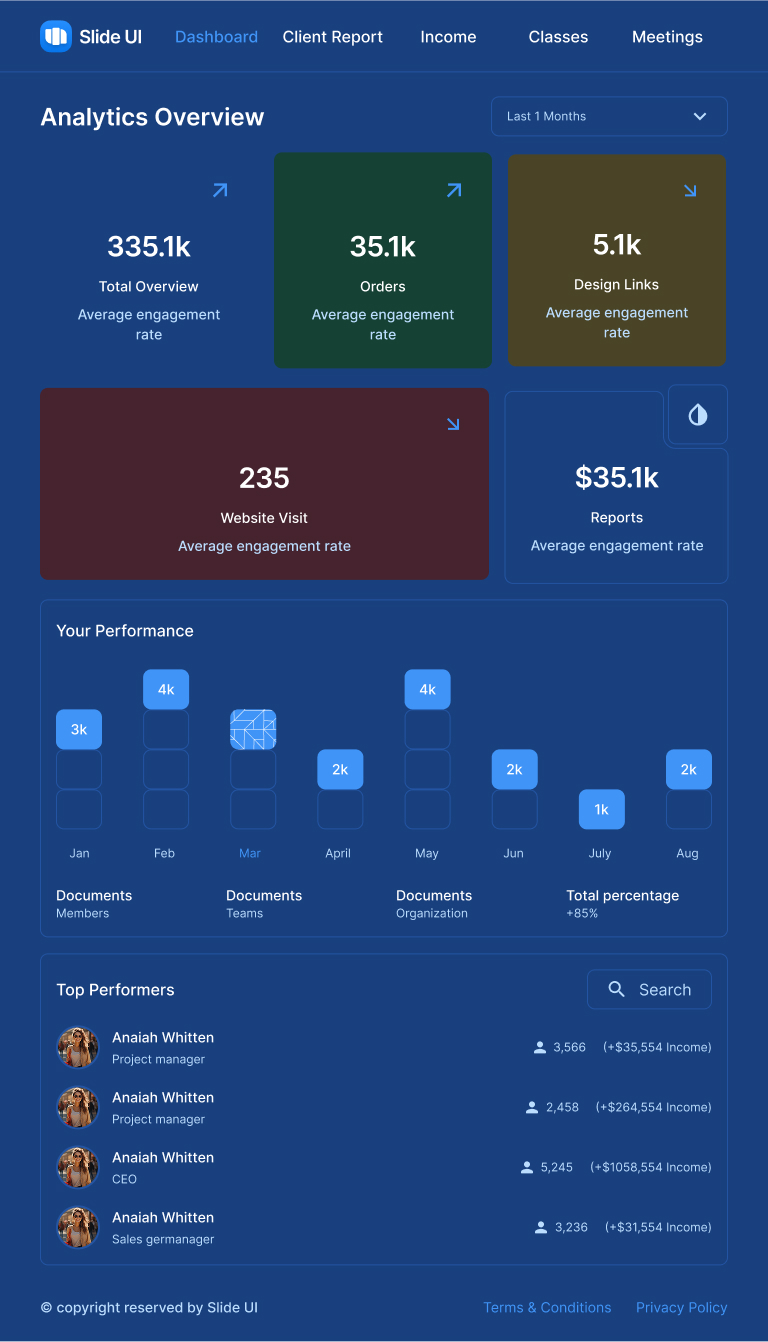 Slide UI
Dashboard
Client Report
Income
Classes
Meetings
Analytics Overview
Last 1 Months
335.1k
Total Overview
Average engagement
rate
35.1k
Orders
Average engagement
rate
5.1k
Design Links
Average engagement
rate
235
Website Visit
Average engagement rate
$35.1k
Reports
Average engagement rate
Your Performance
3k
4k
2k
4k
2k
1k
2k
Jan
Feb
Mar
April
May
Jun
July
Aug
Documents
Members
Documents
Teams
Documents
Organization
Total percentage
+85%
Top Performers
Search
Anaiah Whitten
Project manager
3,566 (+$35,554 Income)
Anaiah Whitten
Project manager
2,458 (+$264,554 Income)
Anaiah Whitten
CEO
5,245 (+$1058,554 Income)
Anaiah Whitten
Sales germanager
3,236 (+$31,554 Income)
© copyright reserved by Slide UI
Terms & Conditions
Privacy Policy